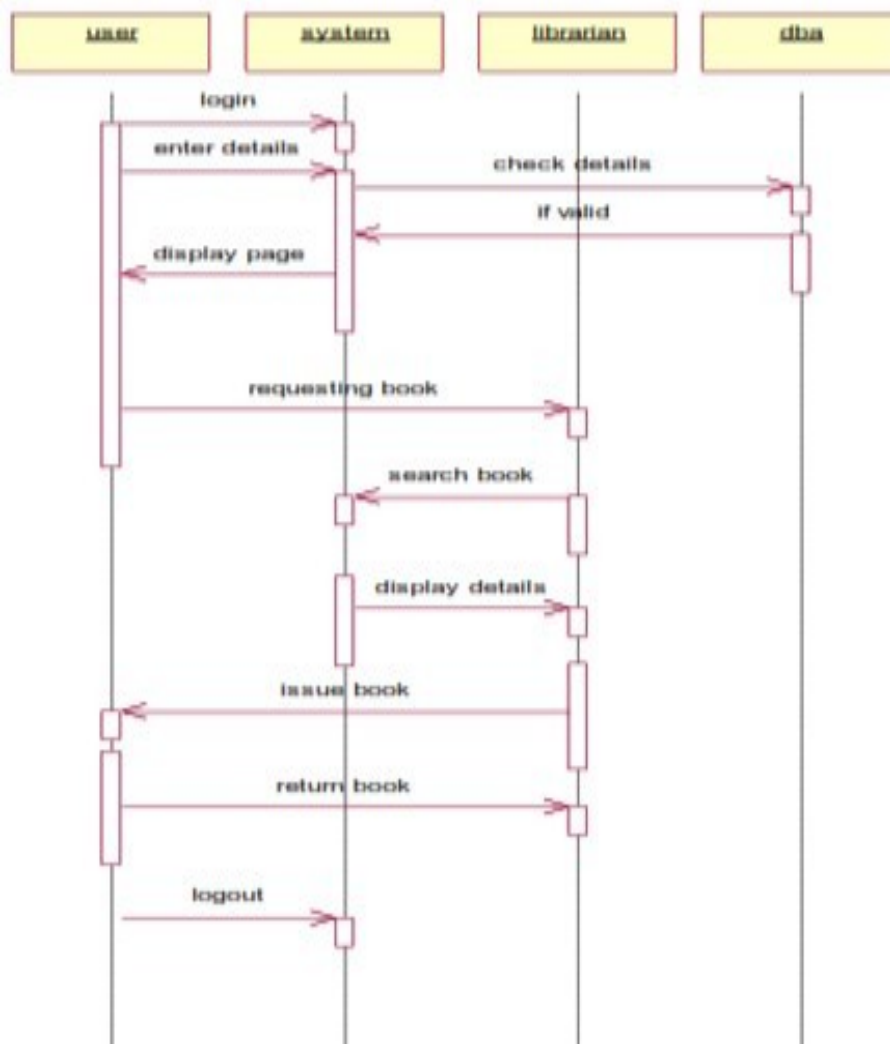 user
system
librarian
dba
login
enter details
check details
if valid
display page
requesting book
search book
display details
issue book
return book
logout